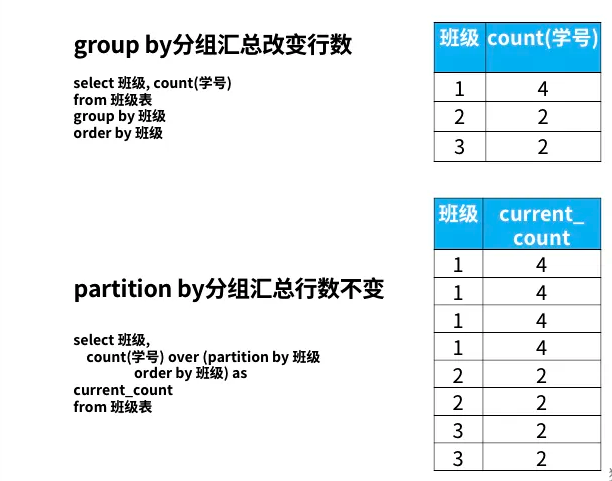 group by分组汇总改变行数
select 班级, count(学号)
from 班级表
group by 班级
order by 班级
班级 count(学号)
1 4
2 2
3 2
partition by分组汇总行数不变
select 班级,
count(学号) over (partition by 班级
order by 班级) as
current_count
from 班级表
班级 current_
count
1 4
1 4
1 4
1 4
2 2
2 2
3 2
3 2